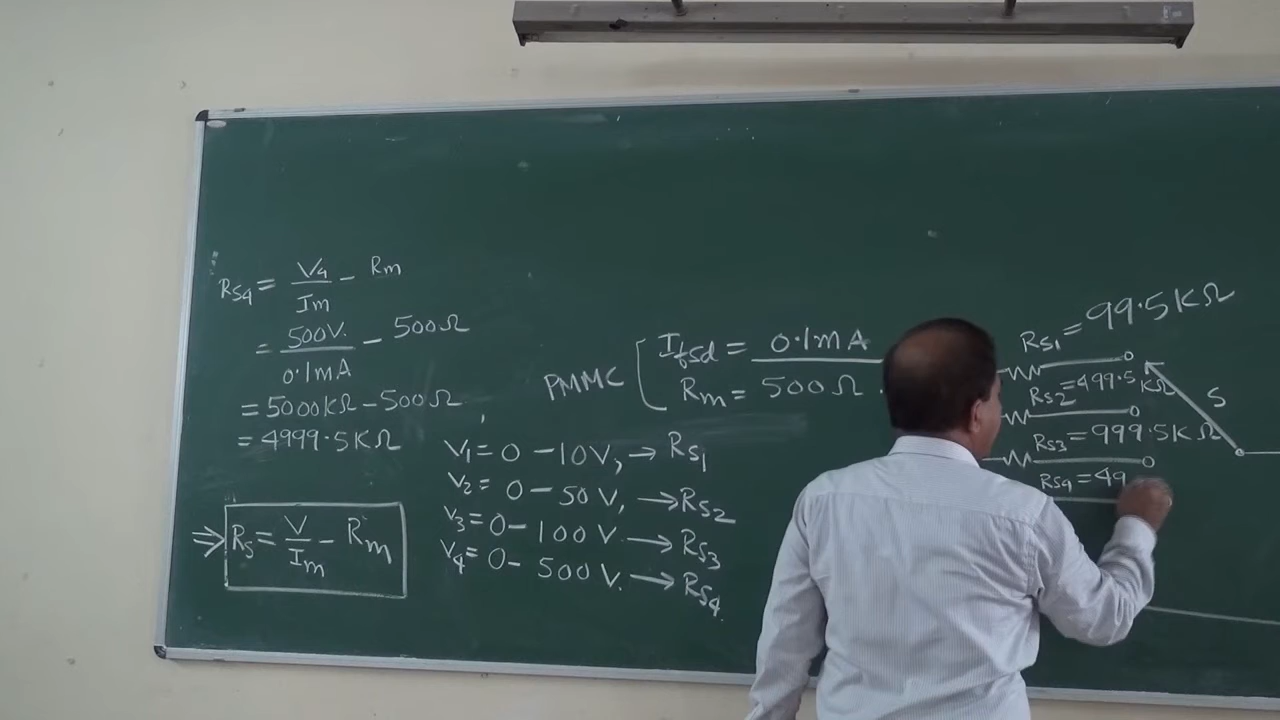 Rs4 = V4/Im - Rm
= 500V./0.1mA - 500Ω
= 5000KΩ - 500Ω
= 4999.5KΩ
⇒ Rs = V/Im - Rm
PMMC
Ifsd = 0.1mA
Rm = 500Ω.
V1 = 0 - 10V, → Rs1
V2 = 0 - 50V, → Rs2
V3 = 0 - 100V. → Rs3
V4 = 0 - 500V. → Rs4
Rs1 = 99.5KΩ
Rs2 = 499.5KΩ
Rs3 = 999.5KΩ
Rs4 = 49
S